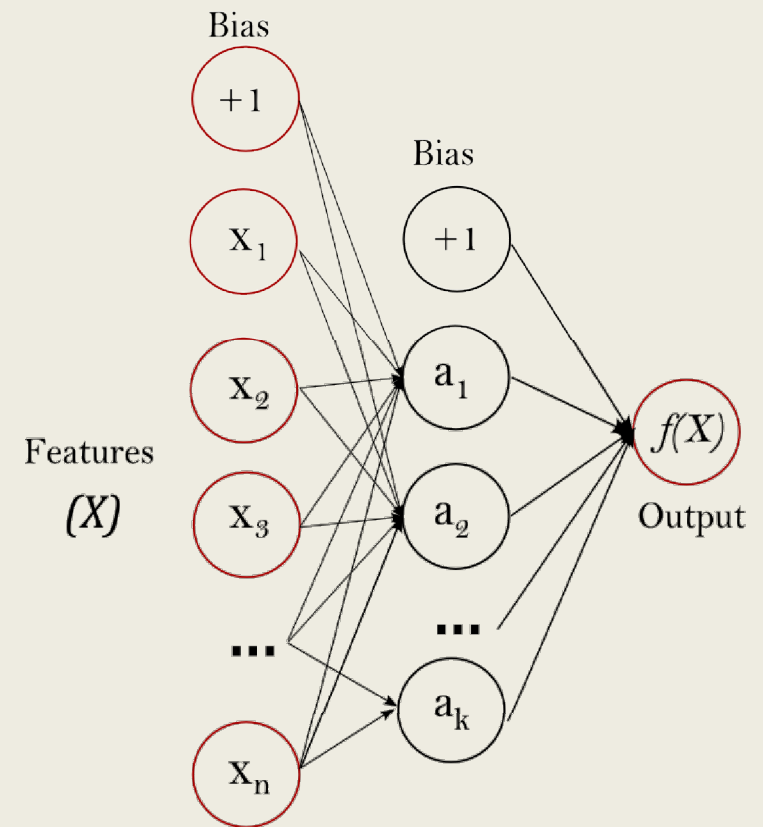 Bias
+1
Bias
x₁
+1
x₂
a₁
f(X)
Features
(X)
x₃
a₂
Output
...
...
xₙ
aₖ